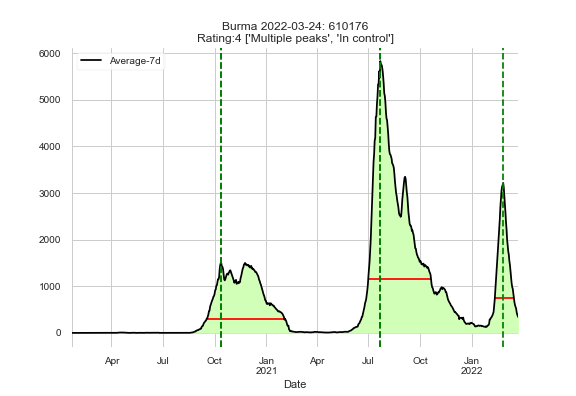 Burma 2022-03-24: 610176
Rating:4 ['Multiple peaks', 'In control']
Average-7d
6000
5000
4000
3000
2000
1000
0
Apr Jul Oct Jan Apr Jul Oct Jan
2021 2022
Date